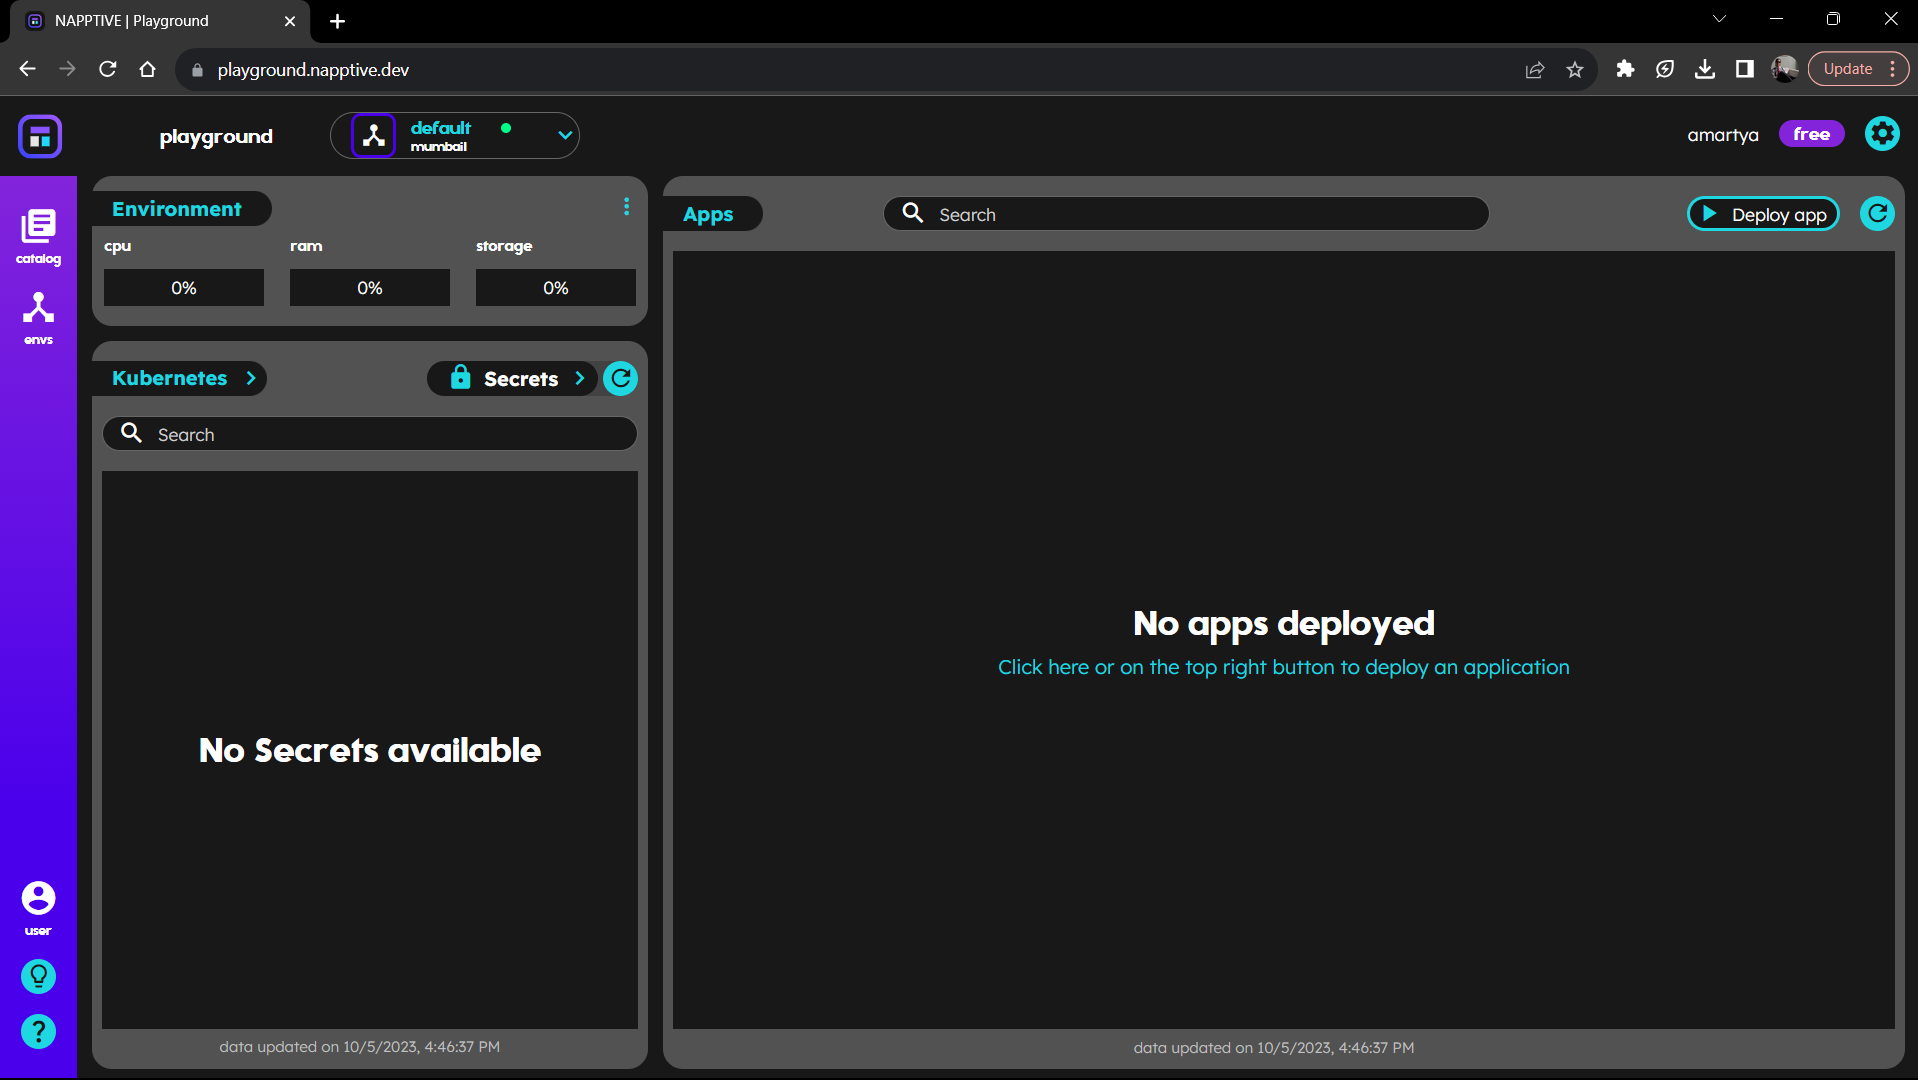 NAPPTIVE | Playground
playground.napptive.dev
Update
playground
default
mumbail
amartya
free
catalog
envs
user
?
Environment
cpu
ram
storage
0%
0%
0%
Kubernetes
Secrets
Search
No Secrets available
data updated on 10/5/2023, 4:46:37 PM
Apps
Search
Deploy app
No apps deployed
Click here or on the top right button to deploy an application
data updated on 10/5/2023, 4:46:37 PM